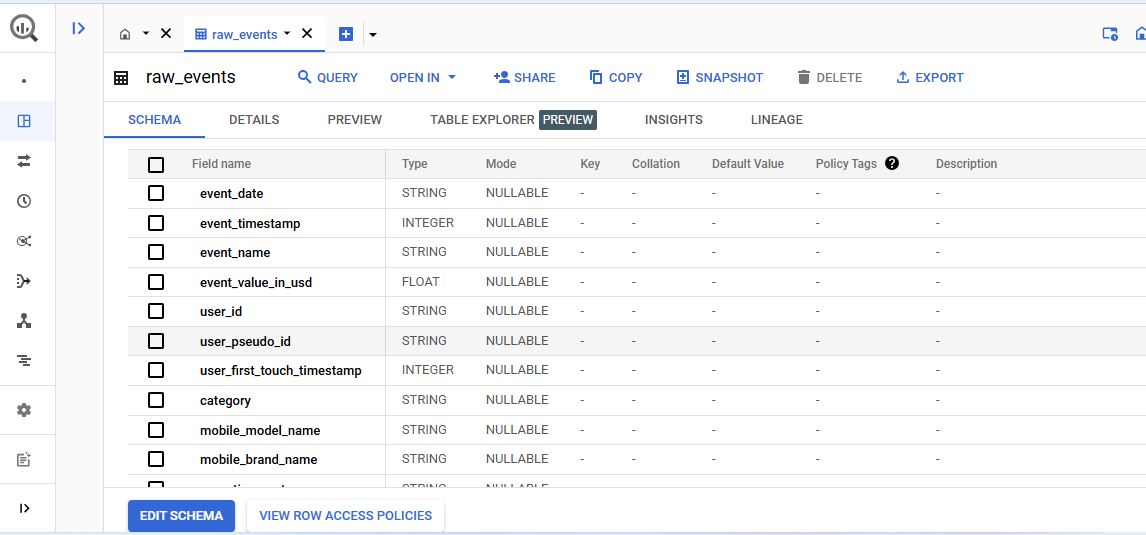 raw_events
raw_events QUERY OPEN IN SHARE COPY SNAPSHOT DELETE EXPORT
SCHEMA DETAILS PREVIEW TABLE EXPLORER PREVIEW INSIGHTS LINEAGE
Field name Type Mode Key Collation Default Value Policy Tags ? Description
event_date STRING NULLABLE - - - - -
event_timestamp INTEGER NULLABLE - - - - -
event_name STRING NULLABLE - - - - -
event_value_in_usd FLOAT NULLABLE - - - - -
user_id STRING NULLABLE - - - - -
user_pseudo_id STRING NULLABLE - - - - -
user_first_touch_timestamp INTEGER NULLABLE - - - - -
category STRING NULLABLE - - - - -
mobile_model_name STRING NULLABLE - - - - -
mobile_brand_name STRING NULLABLE - - - - -
STRING NULLABLE
EDIT SCHEMA VIEW ROW ACCESS POLICIES